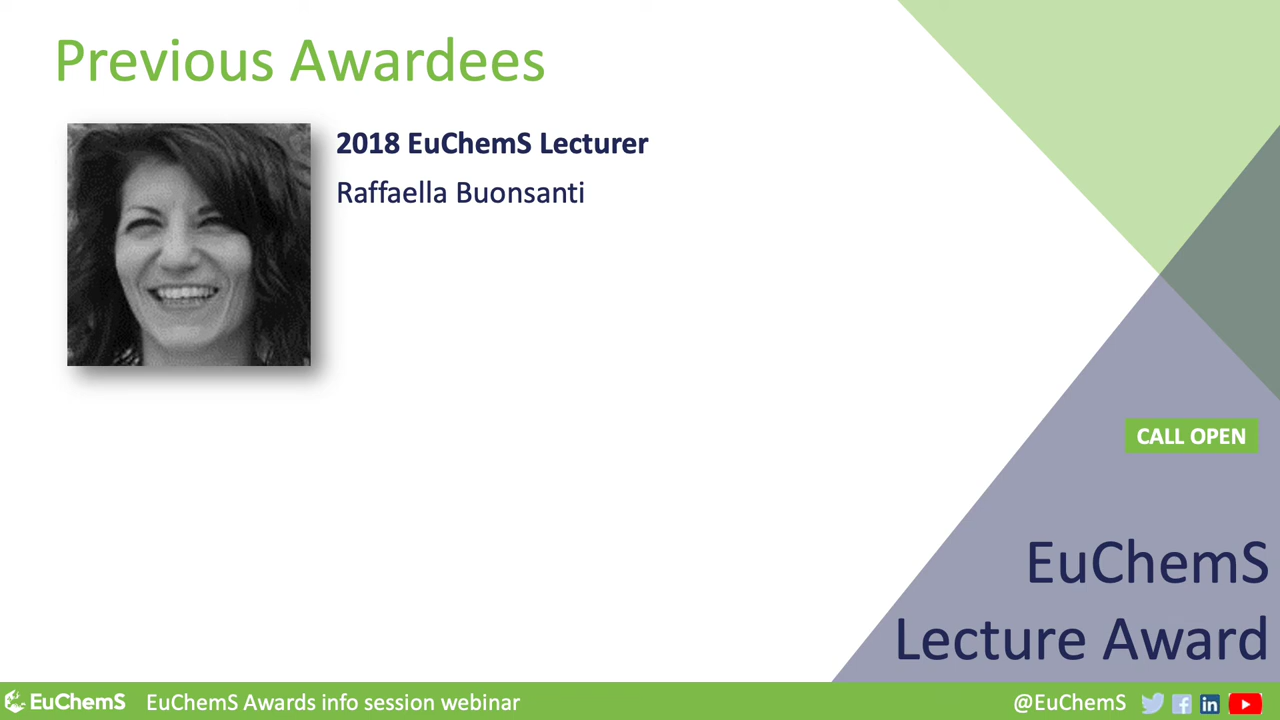 Previous Awardees
2018 EuChemS Lecturer
Raffaella Buonsanti
CALL OPEN
EuChemS
Lecture Award
EuChemS EuChemS Awards info session webinar @EuChemS